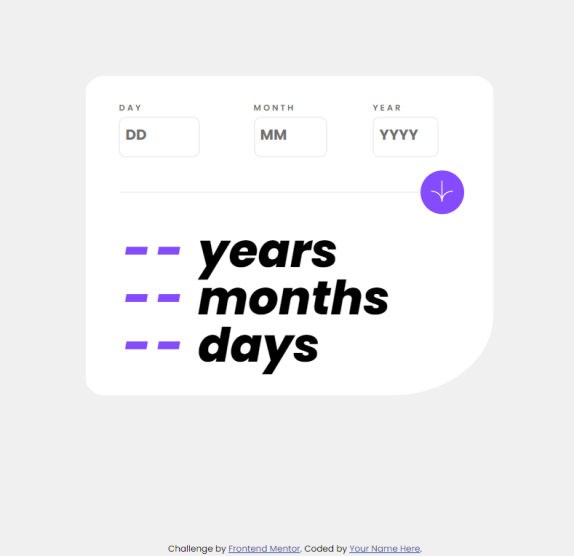 DAY MONTH YEAR
DD MM YYYY
-- years
-- months
-- days
Challenge by Frontend Mentor. Coded by Your Name Here.